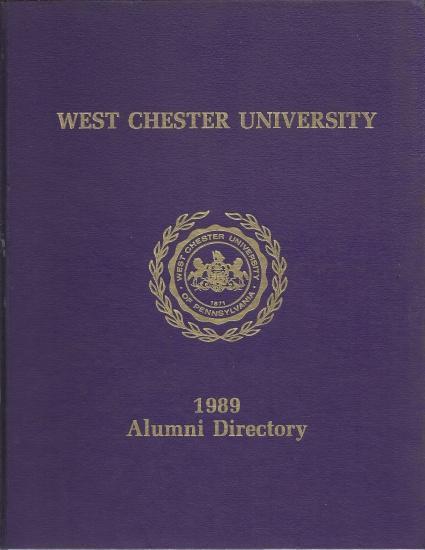 WEST CHESTER UNIVERSITY
WEST CHESTER UNIVERSITY
OF PENNSYLVANIA
1871
1989
Alumni Directory